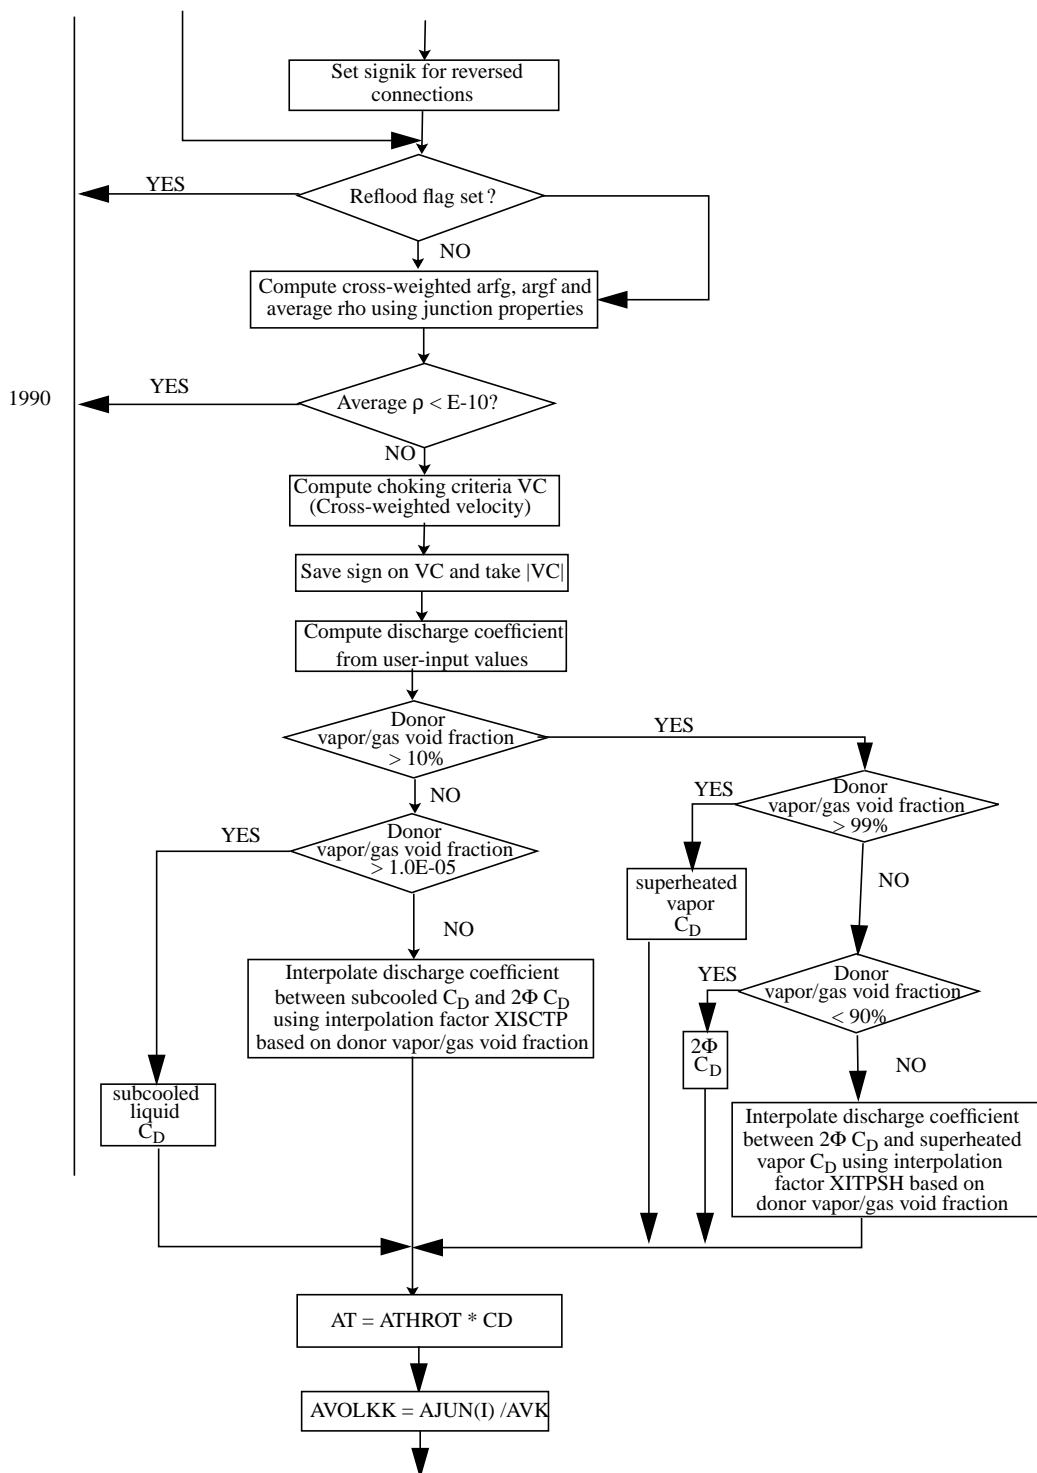 Set signik for reversed
connections
YES
Reflood flag set ?
NO
Compute cross-weighted arfg, argf and
average rho using junction properties
1990
YES
Average ρ < E-10?
NO
Compute choking criteria VC
(Cross-weighted velocity)
Save sign on VC and take |VC|
Compute discharge coefficient
from user-input values
Donor
vapor/gas void fraction
> 10%
YES
NO
YES
Donor
vapor/gas void fraction
> 99%
YES
Donor
vapor/gas void fraction
> 1.0E-05
superheated
vapor
C_D
NO
NO
Interpolate discharge coefficient
between subcooled C_D and 2Φ C_D
using interpolation factor XISCTP
based on donor vapor/gas void fraction
YES
Donor
vapor/gas void fraction
< 90%
2Φ
C_D
NO
subcooled
liquid
C_D
Interpolate discharge coefficient
between 2Φ C_D and superheated
vapor C_D using interpolation
factor XITPSH based on
donor vapor/gas void fraction
AT = ATHROT * CD
AVOLKK = AJUN(I) /AVK